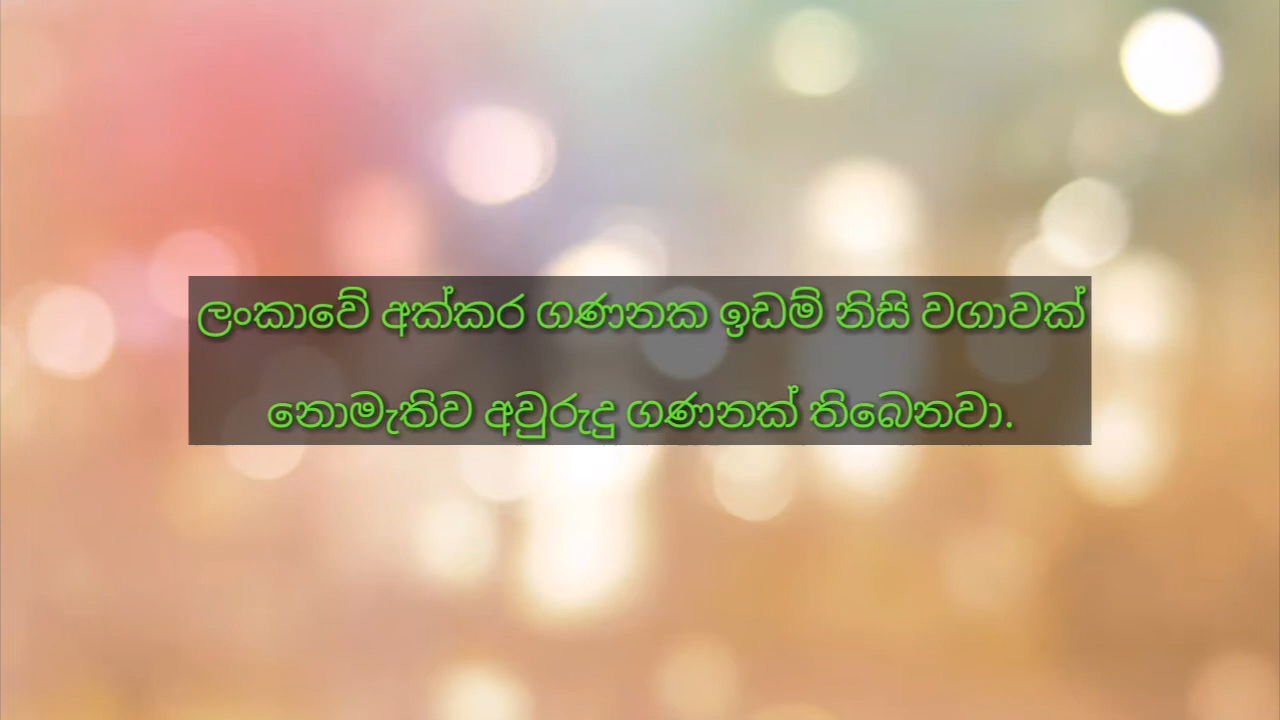 ලංකාවේ අක්කර ගණනක ඉඩම් නිසි වගාවක්
නොමැතිව අවුරුදු ගණනක් තිබෙනවා.